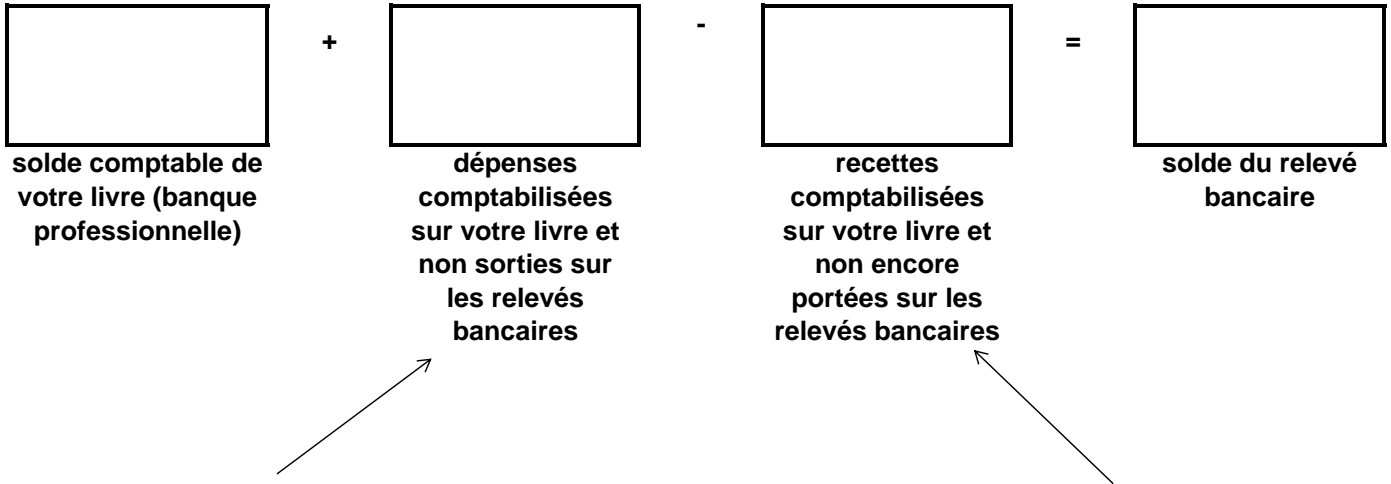 +
-
=
solde comptable de
votre livre (banque
professionnelle)
dépenses
comptabilisées
sur votre livre et
non sorties sur
les relevés
bancaires
recettes
comptabilisées
sur votre livre et
non encore
portées sur les
relevés bancaires
solde du relevé
bancaire